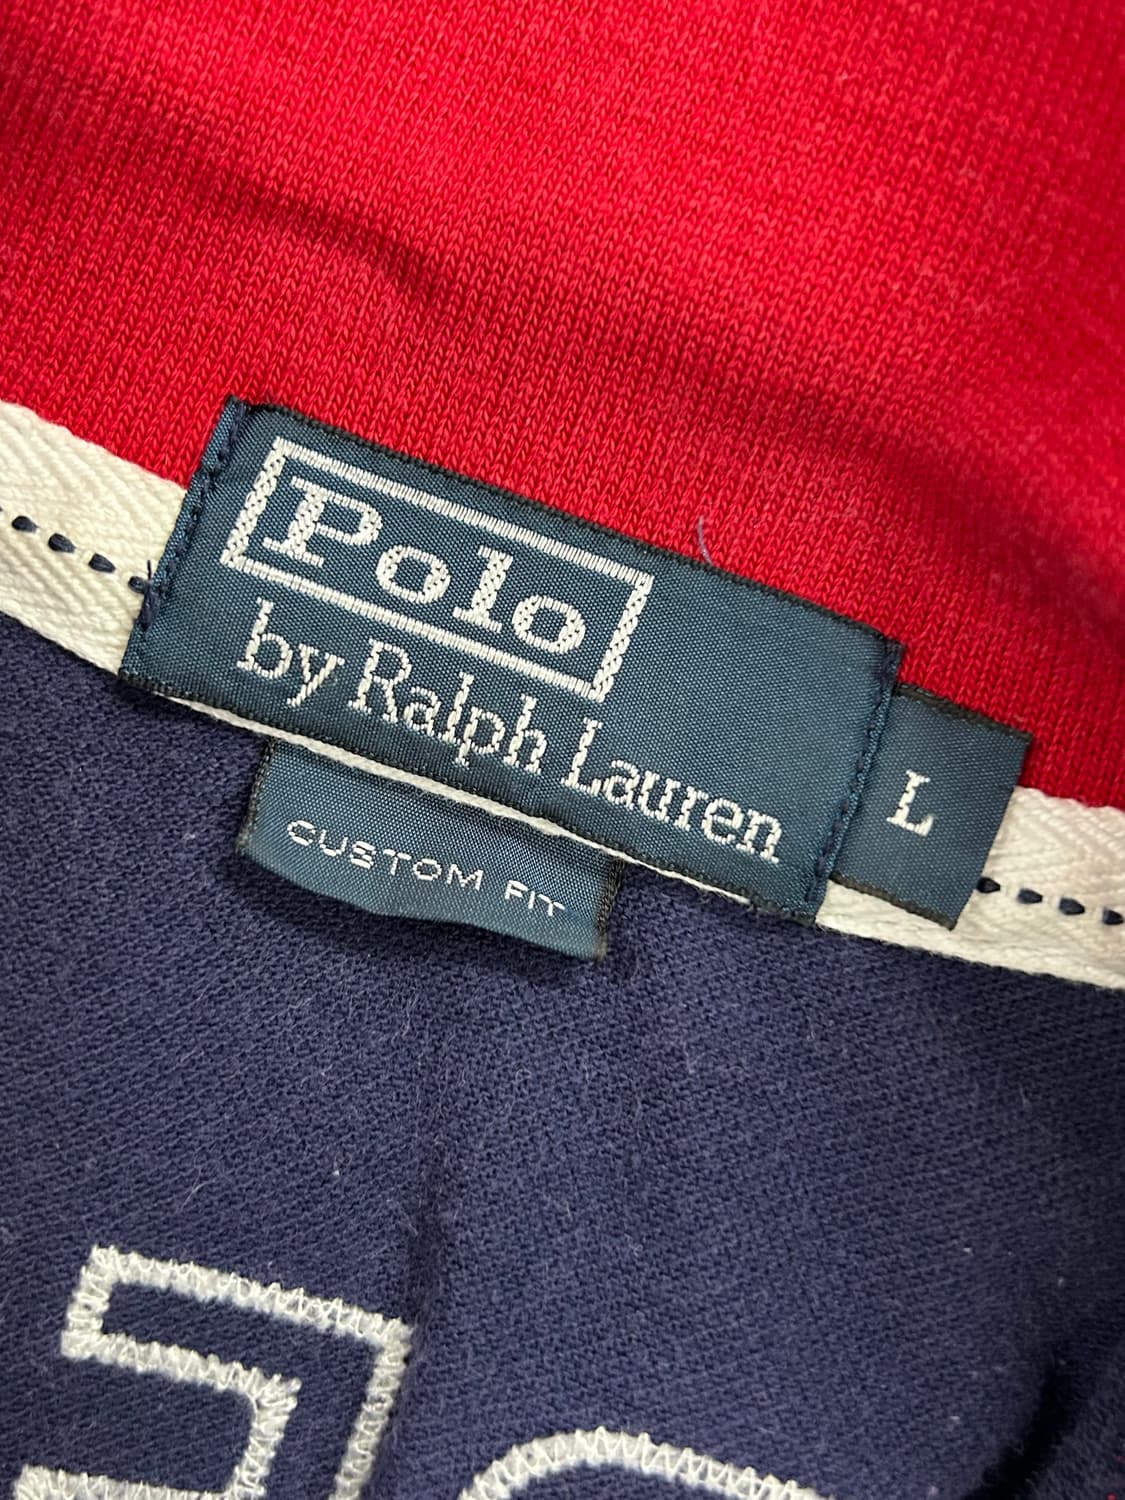 Polo
by Ralph Lauren
L
CUSTOM FIT